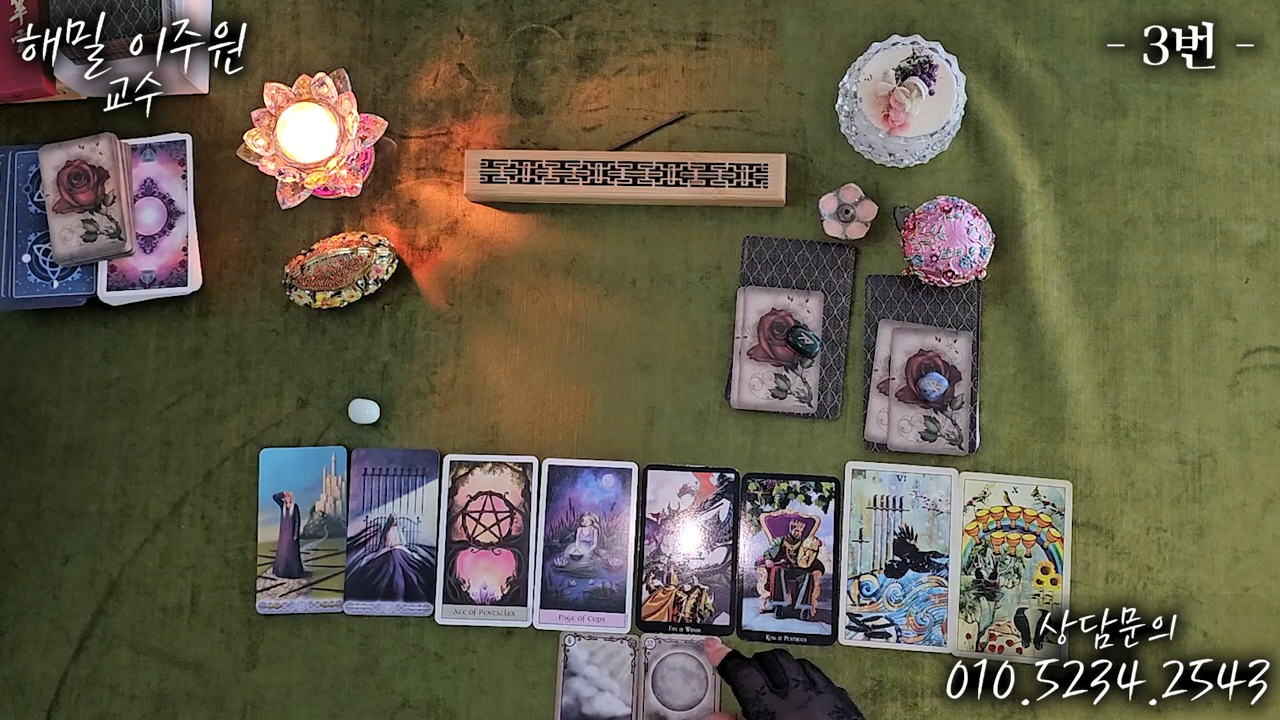 해밀 이주원
교수
- 3번 -
ACE OF PENTACLES
PAGE OF CUPS
FIVE OF WANDS
KING OF PENTACLES
VI
X
상담문의
010.5234.2543